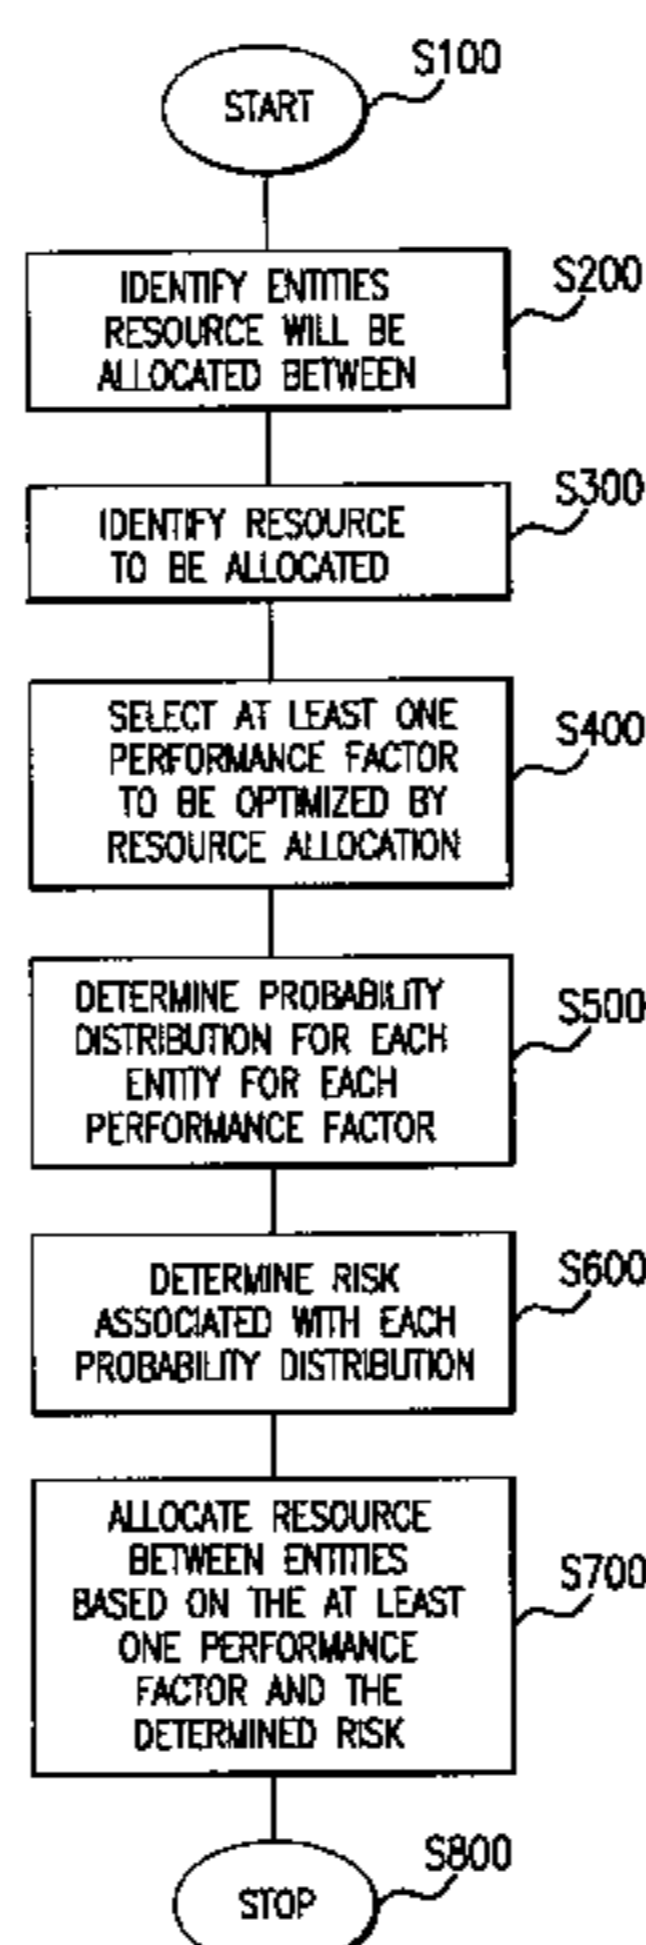 S100
START
S200
IDENTIFY ENTITIES
RESOURCE WILL BE
ALLOCATED BETWEEN
S300
IDENTIFY RESOURCE
TO BE ALLOCATED
S400
SELECT AT LEAST ONE
PERFORMANCE FACTOR
TO BE OPTIMIZED BY
RESOURCE ALLOCATION
S500
DETERMINE PROBABILITY
DISTRIBUTION FOR EACH
ENTITY FOR EACH
PERFORMANCE FACTOR
S600
DETERMINE RISK
ASSOCIATED WITH EACH
PROBABILITY DISTRIBUTION
S700
ALLOCATE RESOURCE
BETWEEN ENTITIES
BASED ON THE AT LEAST
ONE PERFORMANCE
FACTOR AND THE
DETERMINED RISK
S800
STOP